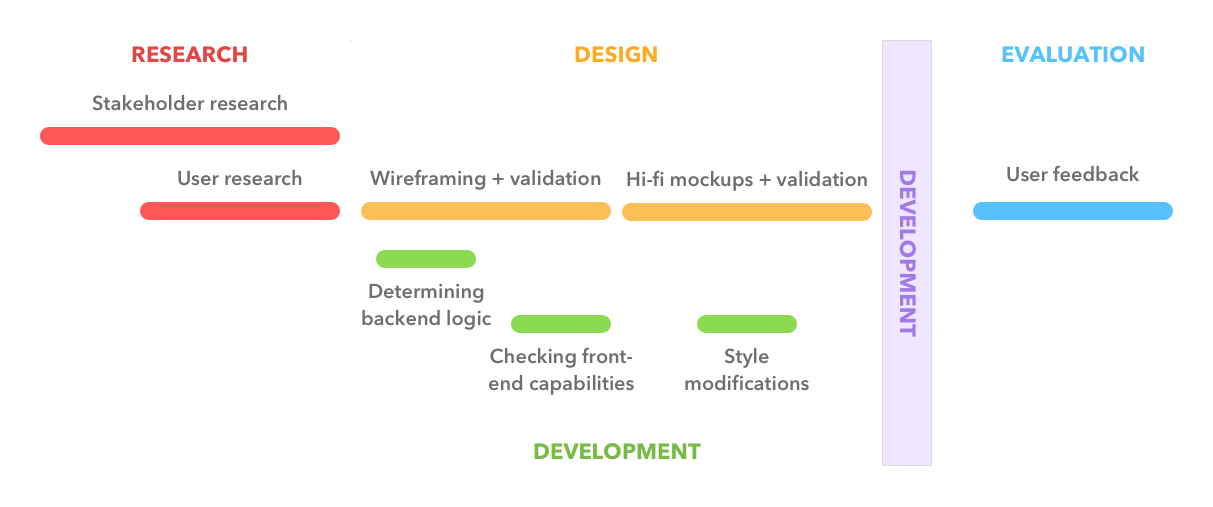 RESEARCH
DESIGN
EVALUATION
Stakeholder research
User research
Wireframing + validation
Hi-fi mockups + validation
DEVELOPMENT
User feedback
Determining
backend logic
Checking front-
end capabilities
Style
modifications
DEVELOPMENT